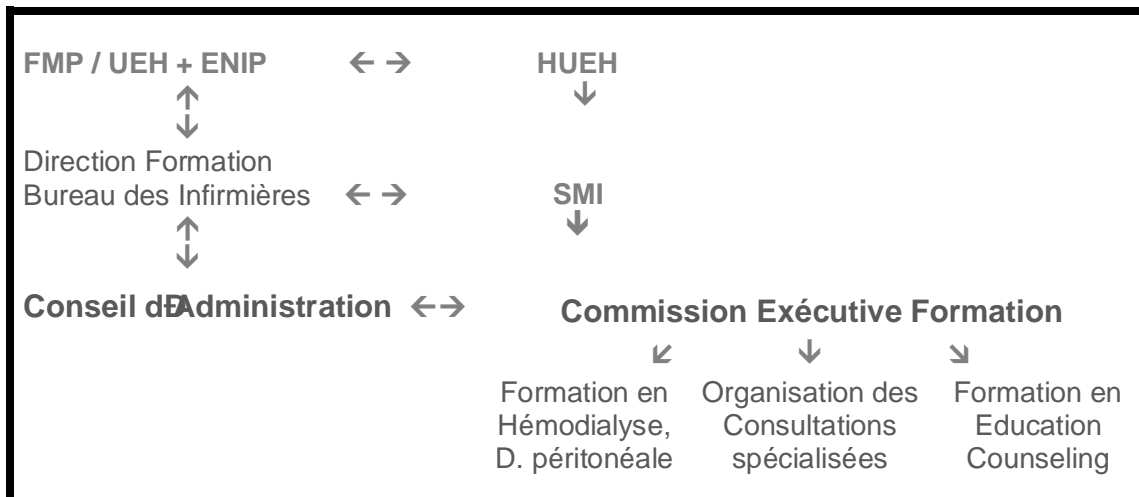 FMP / UEH + ENIP ← → HUEH
↑ ↓
↓
Direction Formation
Bureau des Infirmières ← → SMI
↑ ↓
↓
Conseil dÐAdministration ←→ Commission Exécutive Formation
↙ ↓ ↘
Formation en Organisation des Formation en
Hémodialyse, Consultations Education
D. péritonéale spécialisées Counseling